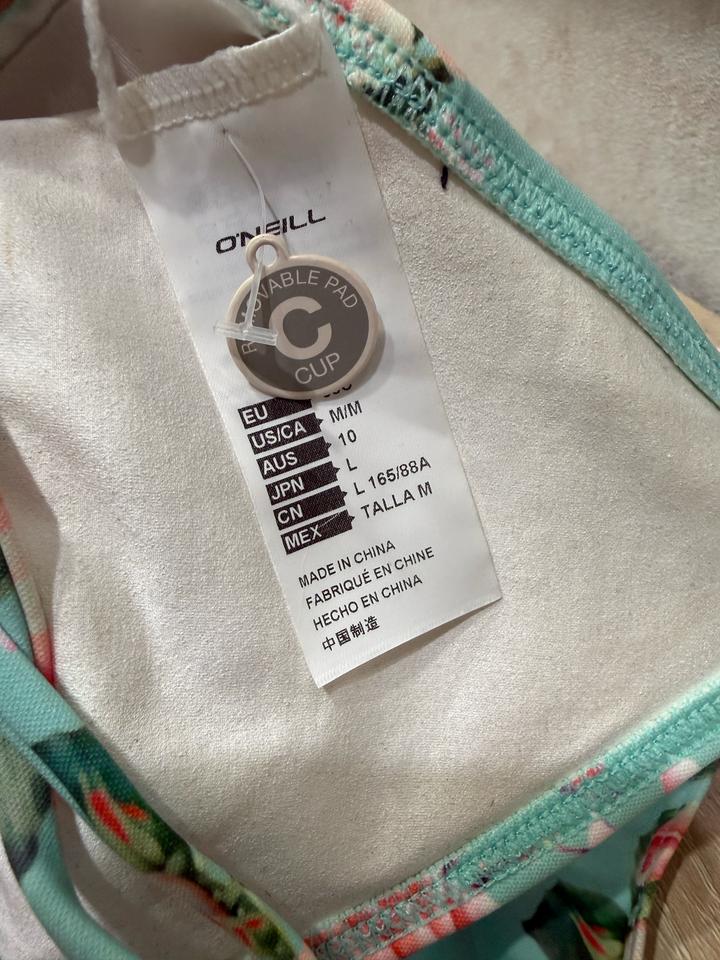 O'NEILL
REMOVABLE PAD
C
CUP
EU
US/CA M/M
AUS 10
JPN L
CN L 165/88A
MEX TALLA M
MADE IN CHINA
FABRIQUÉ EN CHINE
HECHO EN CHINA
中国制造